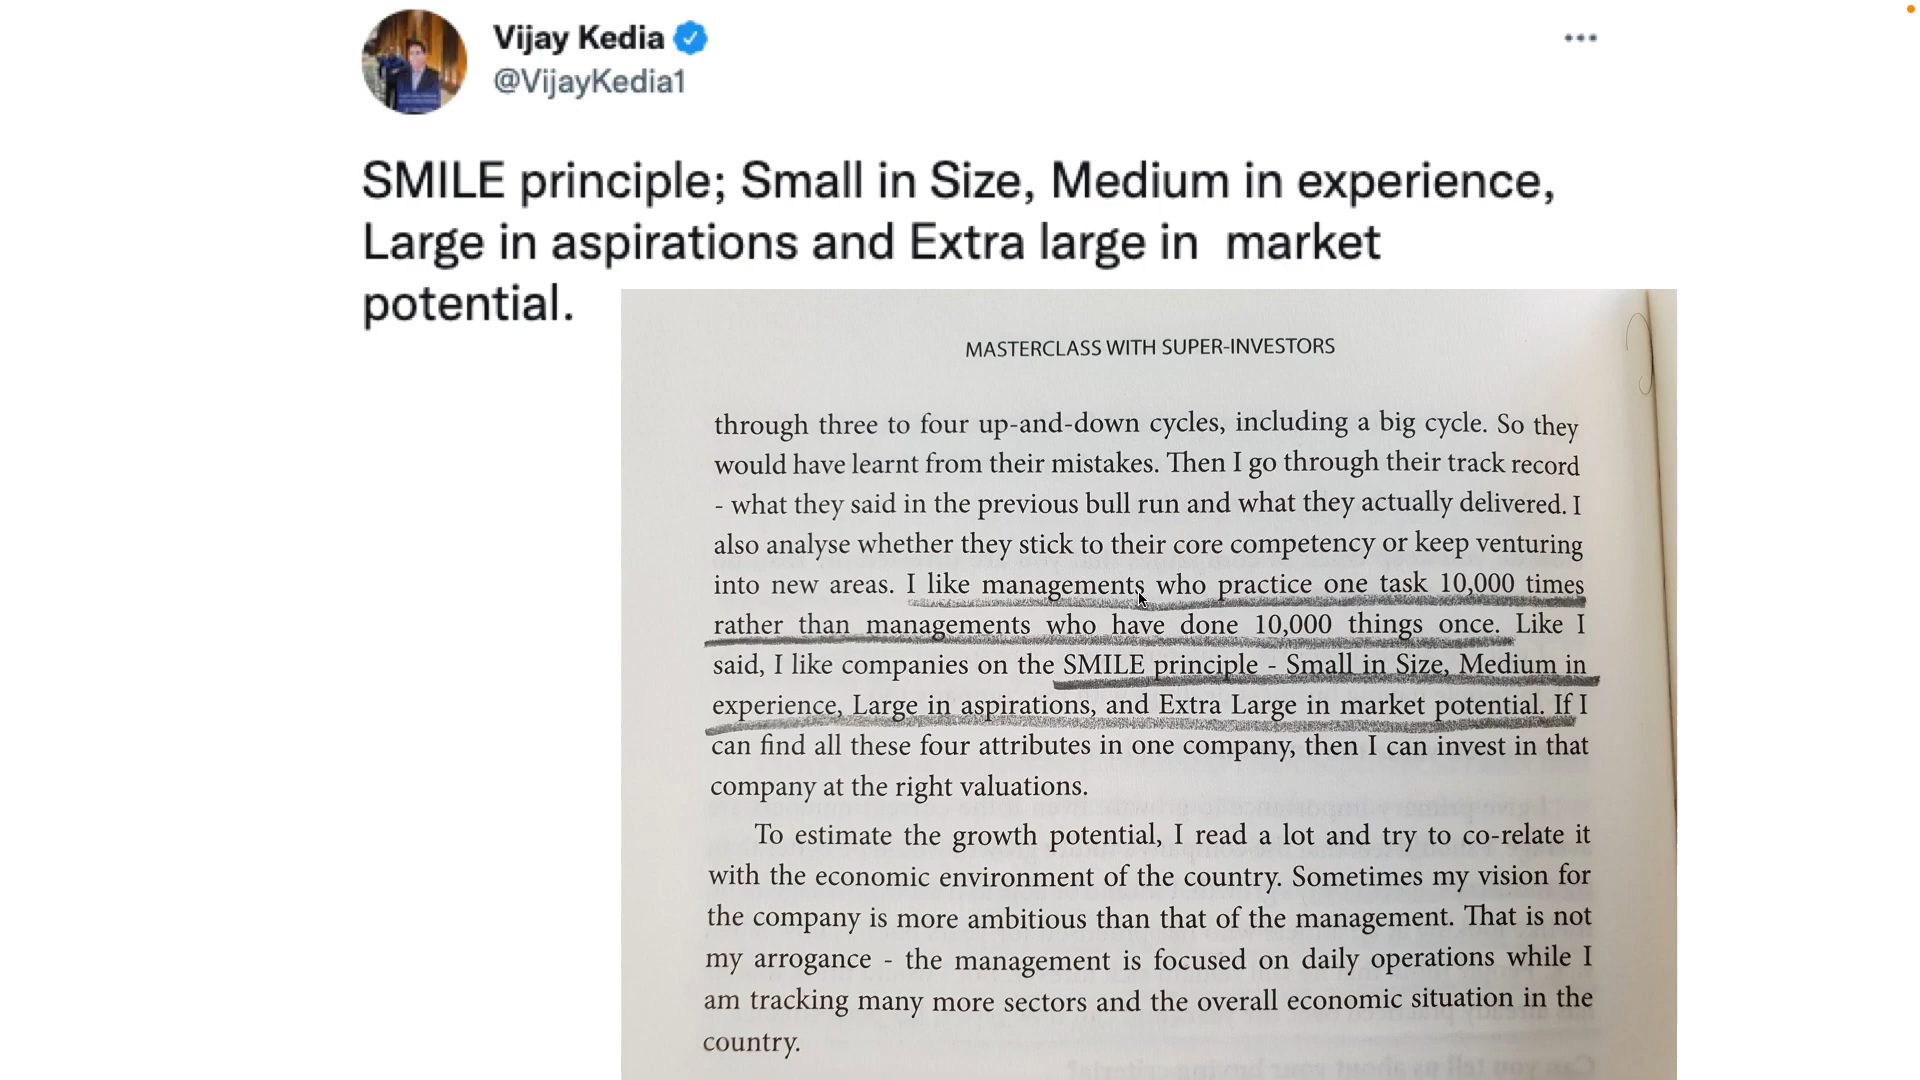 Vijay Kedia
@VijayKedia1
SMILE principle; Small in Size, Medium in experience,
Large in aspirations and Extra large in market
potential.
MASTERCLASS WITH SUPER-INVESTORS
through three to four up-and-down cycles, including a big cycle. So they
would have learnt from their mistakes. Then I go through their track record
- what they said in the previous bull run and what they actually delivered. I
also analyse whether they stick to their core competency or keep venturing
into new areas. I like managements who practice one task 10,000 times
rather than managements who have done 10,000 things once. Like I
said, I like companies on the SMILE principle - Small in Size, Medium in
experience, Large in aspirations, and Extra Large in market potential. If I
can find all these four attributes in one company, then I can invest in that
company at the right valuations.
To estimate the growth potential, I read a lot and try to co-relate it
with the economic environment of the country. Sometimes my vision for
the company is more ambitious than that of the management. That is not
my arrogance - the management is focused on daily operations while I
am tracking many more sectors and the overall economic situation in the
country.